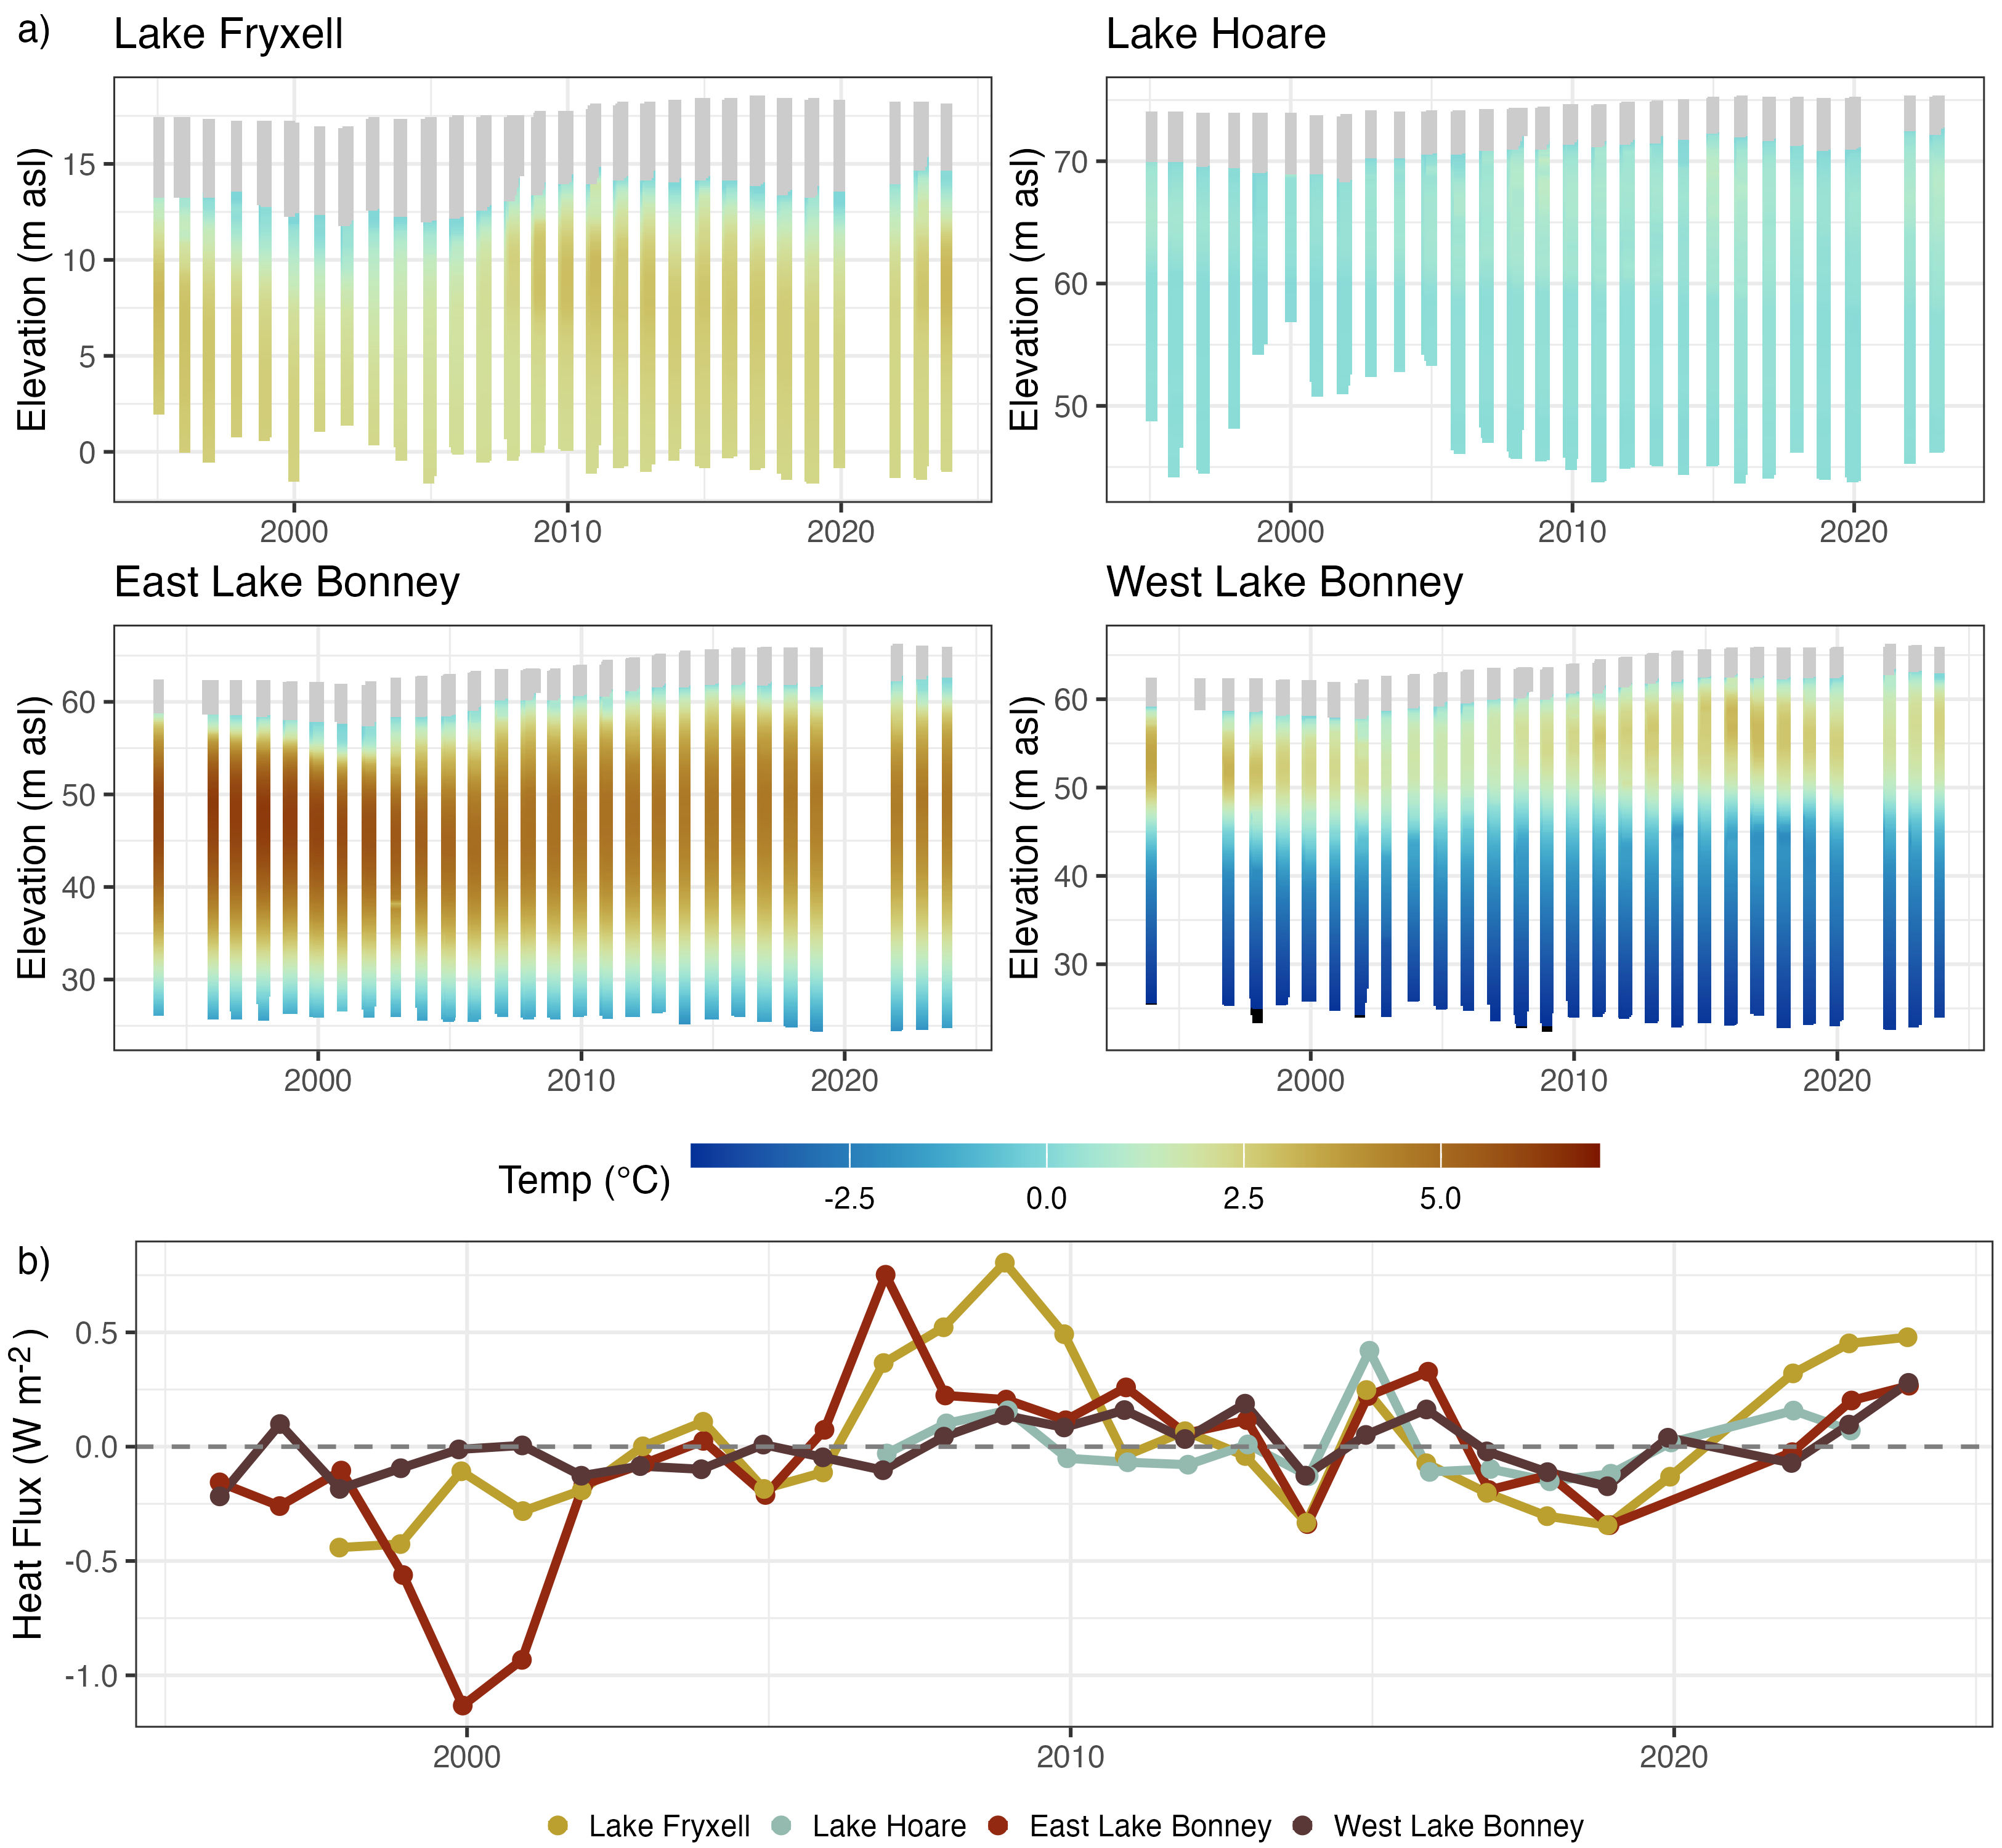 a) Lake Fryxell
Lake Hoare
Elevation (m asl)
15
10
5
0
2000 2010 2020
Elevation (m asl)
70
60
50
2000 2010 2020
East Lake Bonney
West Lake Bonney
Elevation (m asl)
60
50
40
30
2000 2010 2020
Elevation (m asl)
60
50
40
30
2000 2010 2020
Temp (°C)
-2.5 0.0 2.5 5.0
b)
Heat Flux (W m-2)
0.5
0.0
-0.5
-1.0
2000 2010 2020
Lake Fryxell Lake Hoare East Lake Bonney West Lake Bonney